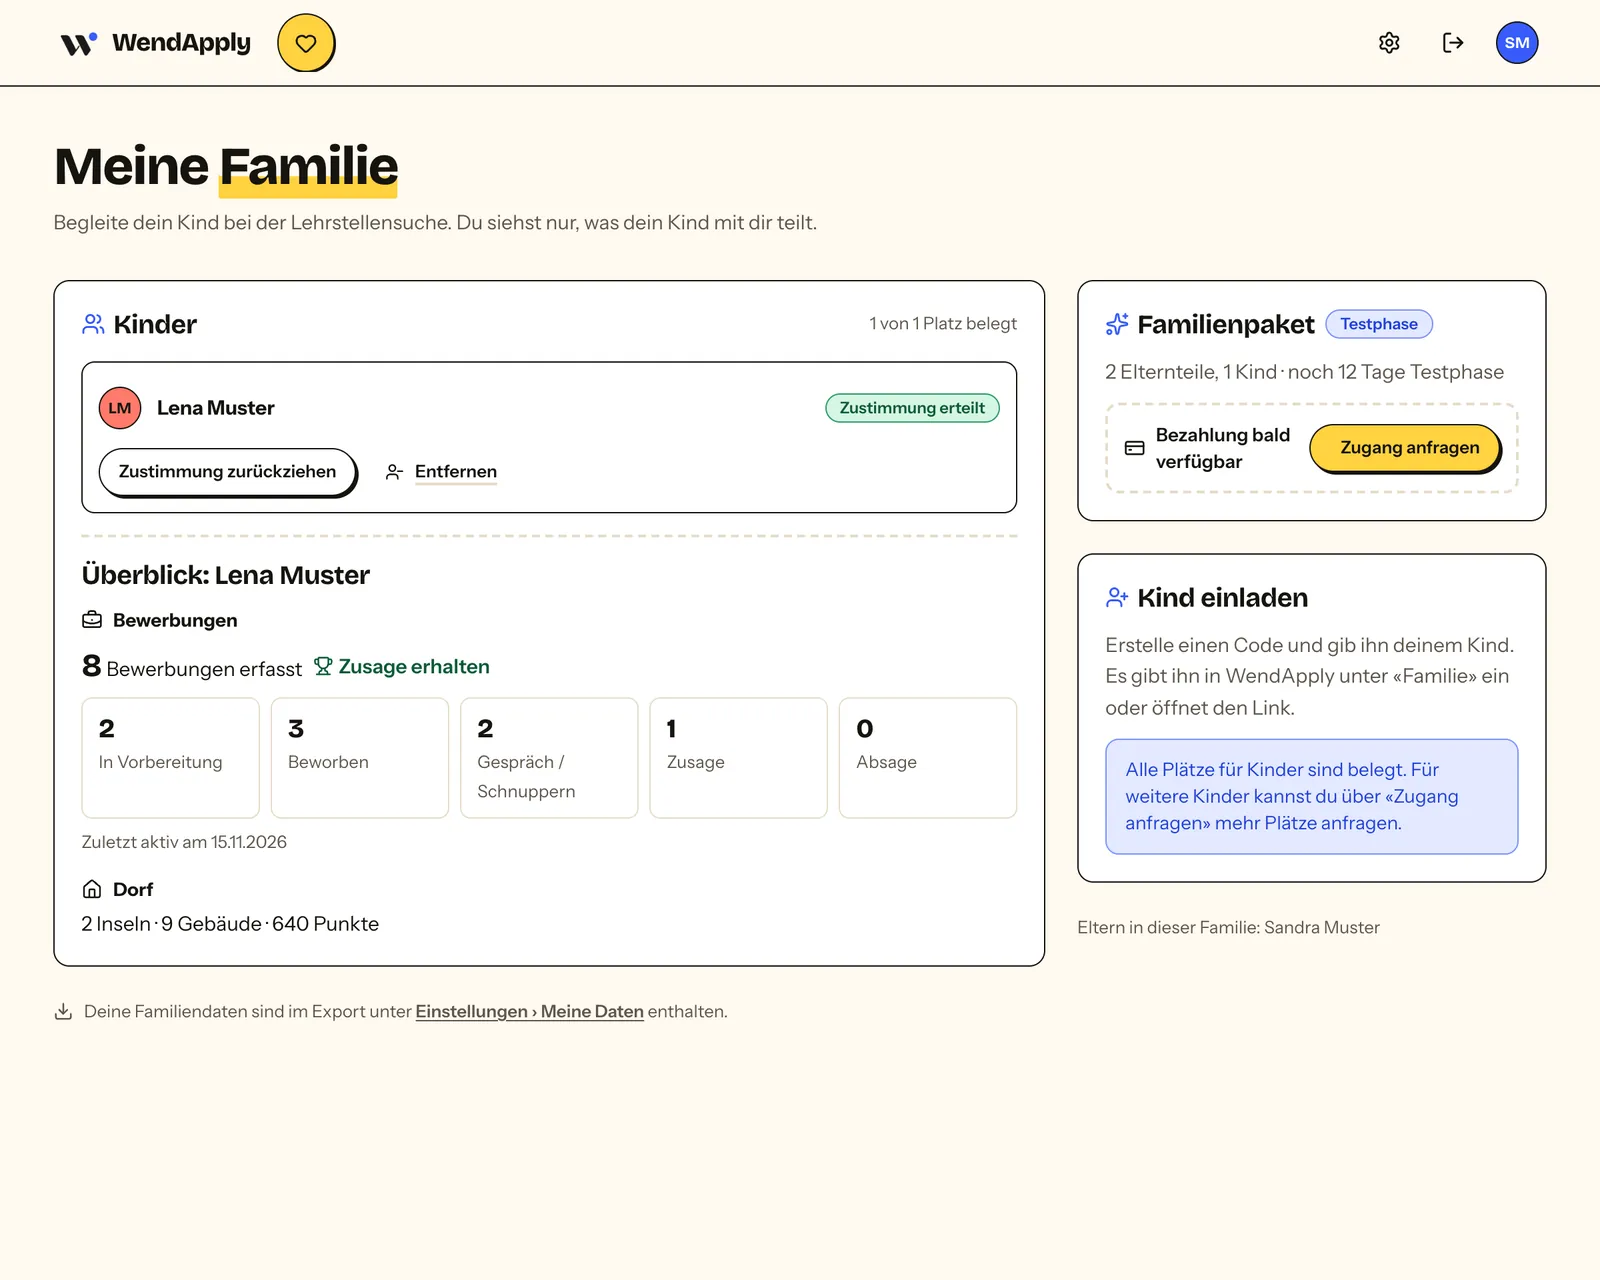 WendApply
SM
Meine Familie
Begleite dein Kind bei der Lehrstellensuche. Du siehst nur, was dein Kind mit dir teilt.
Kinder
1 von 1 Platz belegt
LM
Lena Muster
Zustimmung erteilt
Zustimmung zurückziehen
Entfernen
Überblick: Lena Muster
Bewerbungen
8 Bewerbungen erfasst
Zusage erhalten
2
In Vorbereitung
3
Beworben
2
Gespräch /
Schnuppern
1
Zusage
0
Absage
Zuletzt aktiv am 15.11.2026
Dorf
2 Inseln · 9 Gebäude · 640 Punkte
Familienpaket
Testphase
2 Elternteile, 1 Kind · noch 12 Tage Testphase
Bezahlung bald
verfügbar
Zugang anfragen
Kind einladen
Erstelle einen Code und gib ihn deinem Kind.
Es gibt ihn in WendApply unter «Familie» ein
oder öffnet den Link.
Alle Plätze für Kinder sind belegt. Für
weitere Kinder kannst du über «Zugang
anfragen» mehr Plätze anfragen.
Eltern in dieser Familie: Sandra Muster
Deine Familiendaten sind im Export unter Einstellungen › Meine Daten enthalten.